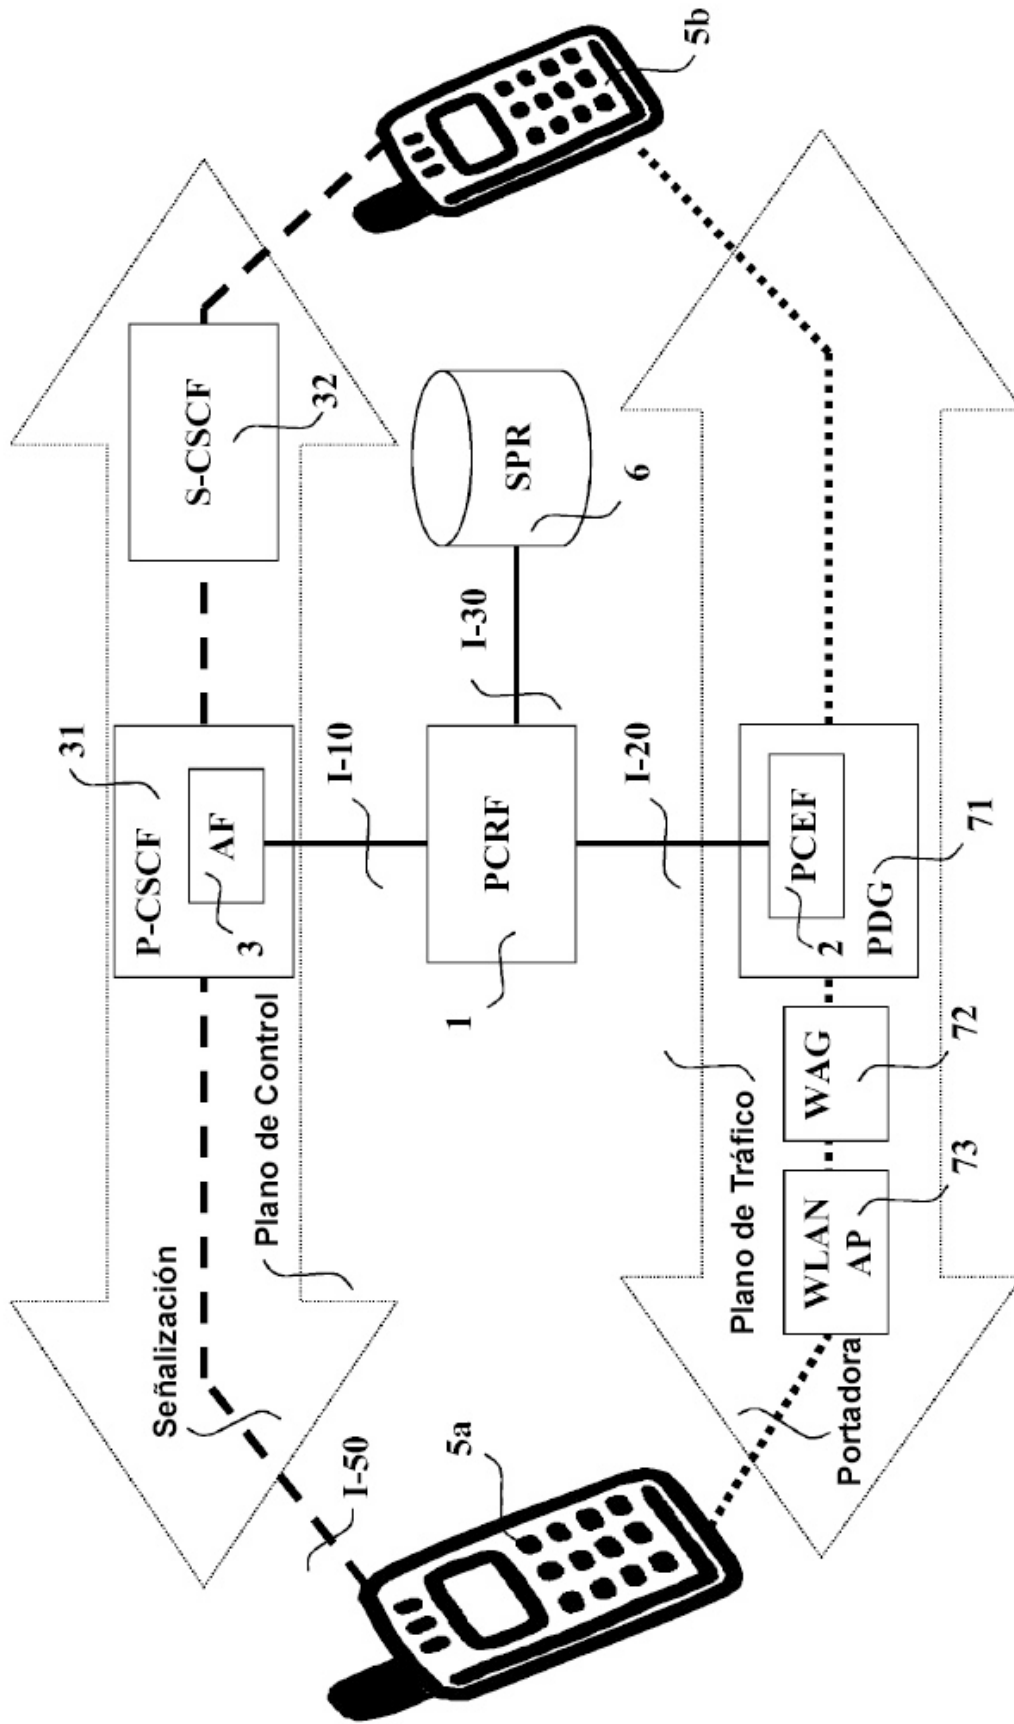 5b
S-CSCF
32
31
P-CSCF
AF
3
I-10
I-30
SPR
6
PCRF
1
I-20
PCEF
2
PDG
71
WAG
72
WLAN
AP
73
Señalización
Plano de Control
Plano de Tráfico
Portadora
I-50
5a